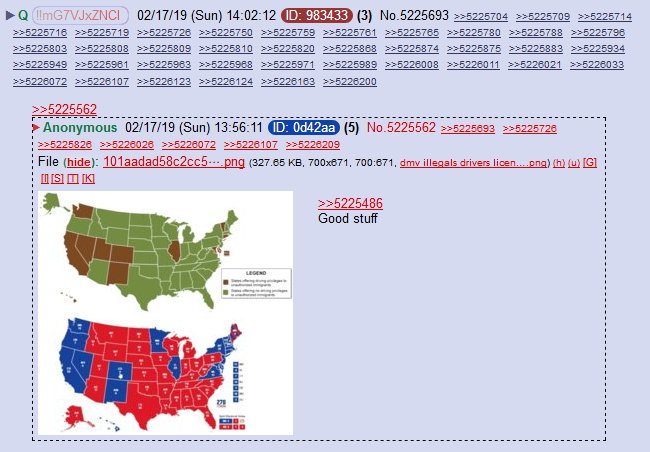 Q !!mG7VJxZNCI 02/17/19 (Sun) 14:02:12 ID: 983433 (3) No.5225693 >>5225704 >>5225709 >>5225714
>>5225716 >>5225719 >>5225726 >>5225750 >>5225759 >>5225761 >>5225765 >>5225780 >>5225788 >>5225796
>>5225803 >>5225808 >>5225809 >>5225810 >>5225820 >>5225868 >>5225874 >>5225875 >>5225883 >>5225934
>>5225949 >>5225961 >>5225963 >>5225968 >>5225971 >>5225989 >>5226008 >>5226011 >>5226021 >>5226033
>>5226072 >>5226107 >>5226123 >>5226124 >>5226163 >>5226200
>>5225562
Anonymous 02/17/19 (Sun) 13:56:11 ID: 0d42aa (5) No.5225562 >>5225693 >>5225726
>>5225826 >>5226026 >>5226072 >>5226107 >>5226209
File (hide): 101aadad58c2cc5⋯.png (327.65 KB, 700x671, 700:671, dmv illegals drivers licen....png) (h) (u) [G]
[I] [S] [T] [K]
>>5225486
Good stuff
LEGEND
States offering driving privileges to
unauthorized immigrants
States offering no driving privileges to
unauthorized immigrants
270